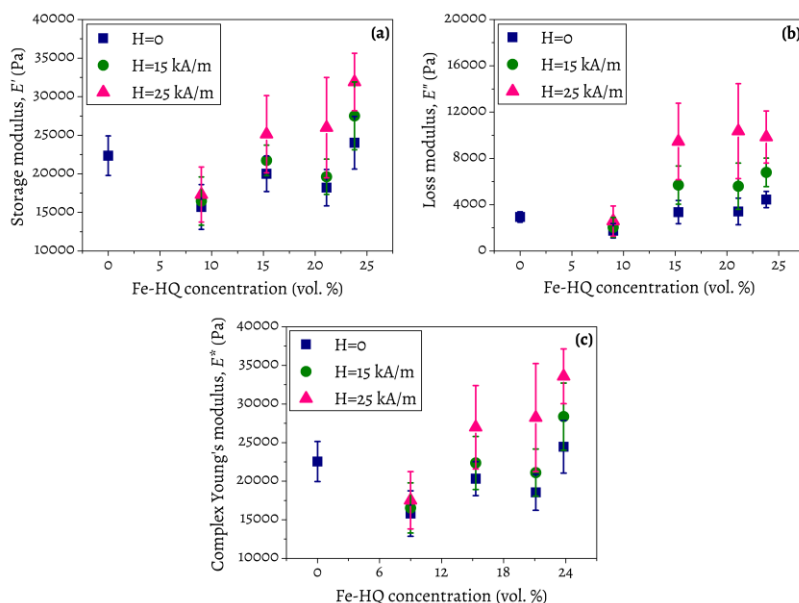 (a)
H=0
H=15 kA/m
H=25 kA/m
Storage modulus, E' (Pa)
40000
35000
30000
25000
20000
15000
10000
0 5 10 15 20 25
Fe-HQ concentration (vol. %)
(b)
H=0
H=15 kA/m
H=25 kA/m
Loss modulus, E" (Pa)
20000
16000
12000
8000
4000
0
0 5 10 15 20 25
Fe-HQ concentration (vol. %)
(c)
H=0
H=15 kA/m
H=25 kA/m
Complex Young's modulus, E* (Pa)
40000
35000
30000
25000
20000
15000
10000
0 6 12 18 24
Fe-HQ concentration (vol. %)